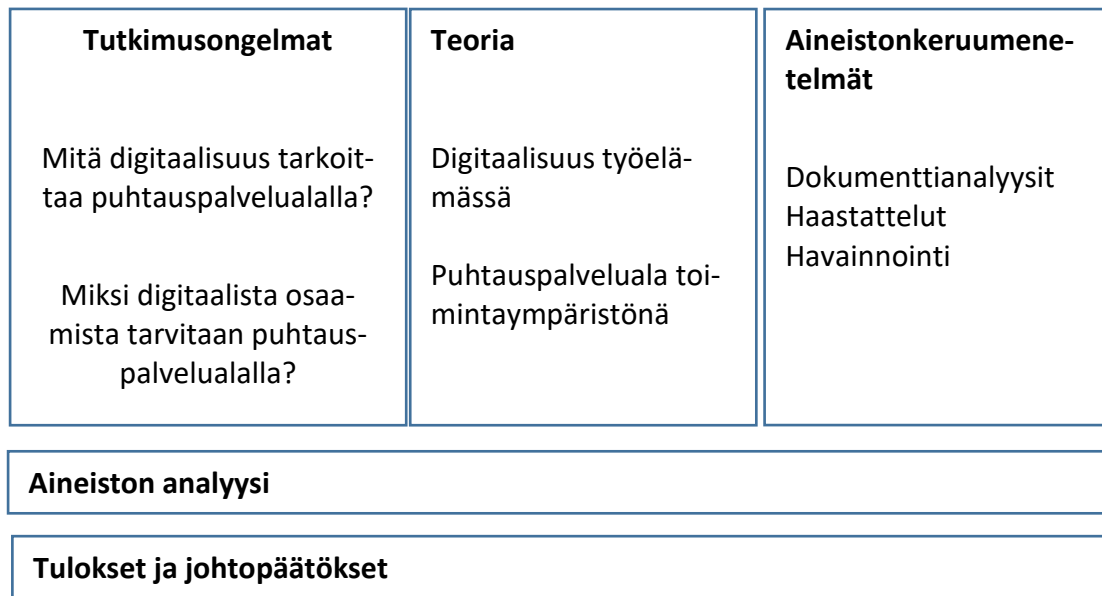 Tutkimusongelmat
Mitä digitaalisuus tarkoit-
taa puhtauspalvelualalla?
Miksi digitaalista osaa-
mista tarvitaan puhtaus-
palvelualalla?
Teoria
Digitaalisuus työelä-
mässä
Puhtauspalveluala toi-
mintaympäristönä
Aineistonkeruumene-
telmät
Dokumenttianalyysit
Haastattelut
Havainnointi
Aineiston analyysi
Tulokset ja johtopäätökset